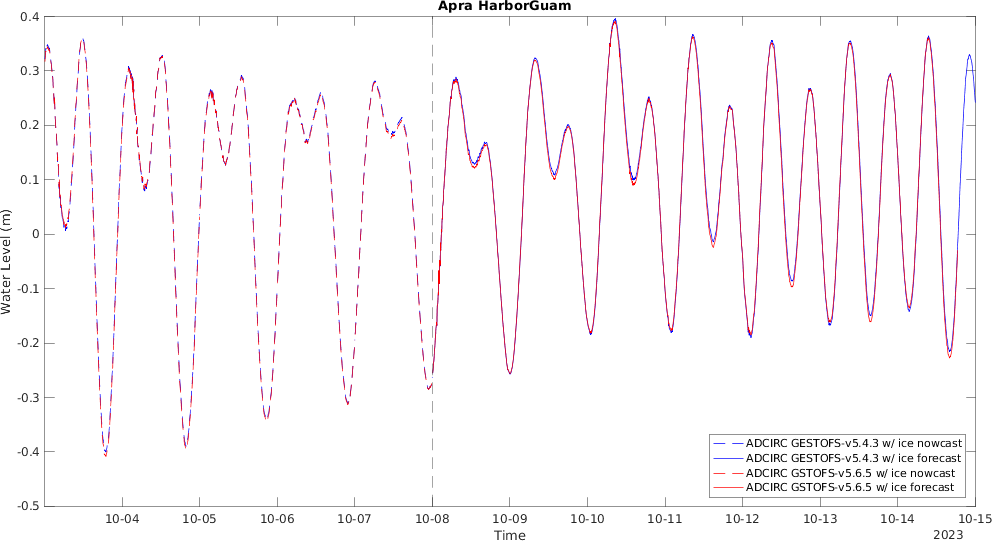 Apra HarborGuam
0.4
0.3
0.2
0.1
0
-0.1
-0.2
-0.3
-0.4
-0.5
Water Level (m)
ADCIRC GESTOFS-v5.4.3 w/ ice nowcast
ADCIRC GESTOFS-v5.4.3 w/ ice forecast
ADCIRC GSTOFS-v5.6.5 w/ ice nowcast
ADCIRC GSTOFS-v5.6.5 w/ ice forecast
10-04 10-05 10-06 10-07 10-08 10-09 10-10 10-11 10-12 10-13 10-14 10-15
Time
2023